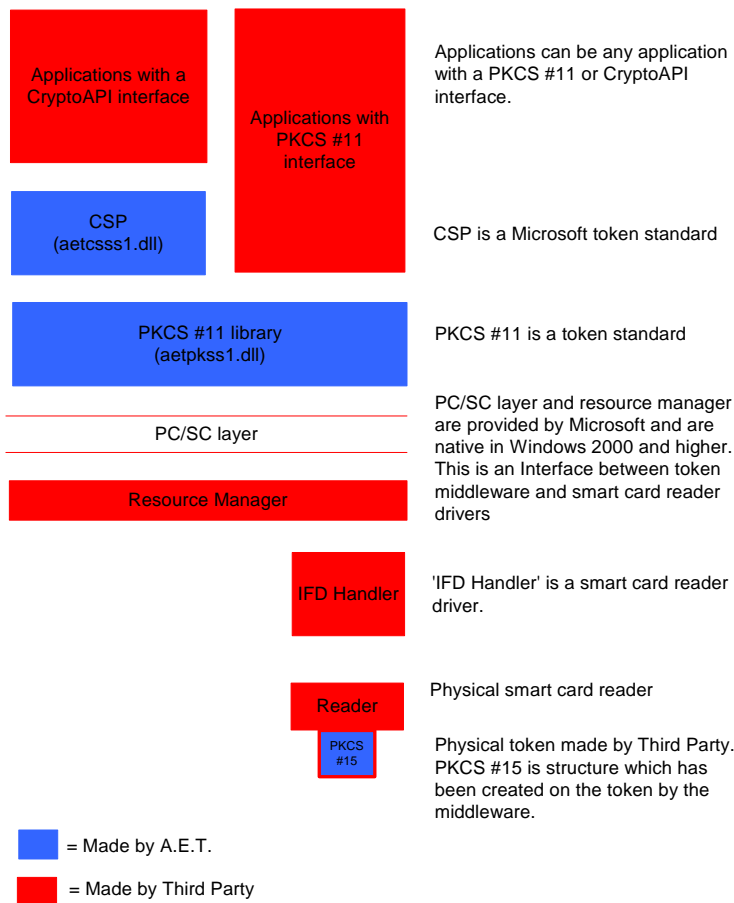 Applications with a
CryptoAPI interface
Applications with
PKCS #11
interface
Applications can be any application
with a PKCS #11 or CryptoAPI
interface.
CSP
(aetcsss1.dll)
CSP is a Microsoft token standard
PKCS #11 library
(aetpkss1.dll)
PKCS #11 is a token standard
PC/SC layer
PC/SC layer and resource manager
are provided by Microsoft and are
native in Windows 2000 and higher.
This is an Interface between token
middleware and smart card reader
drivers
Resource Manager
IFD Handler
'IFD Handler' is a smart card reader
driver.
Reader
Physical smart card reader
PKCS
#15
Physical token made by Third Party.
PKCS #15 is structure which has
been created on the token by the
middleware.
= Made by A.E.T.
= Made by Third Party